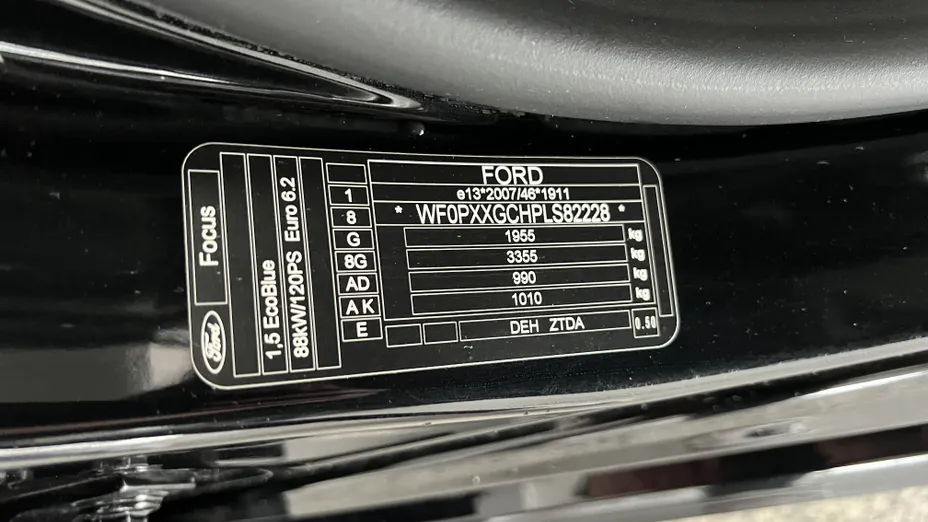 FORD
e13*2007/46*1911
* WF0PXXGCHPLS82228 *
1955 kg
3355 kg
990 kg
1010 kg
DEH ZTDA
0.50
1
8
G
8G
AD
A K
E
Focus
1,5 EcoBlue
88kW/120PS Euro 6.2
Ford